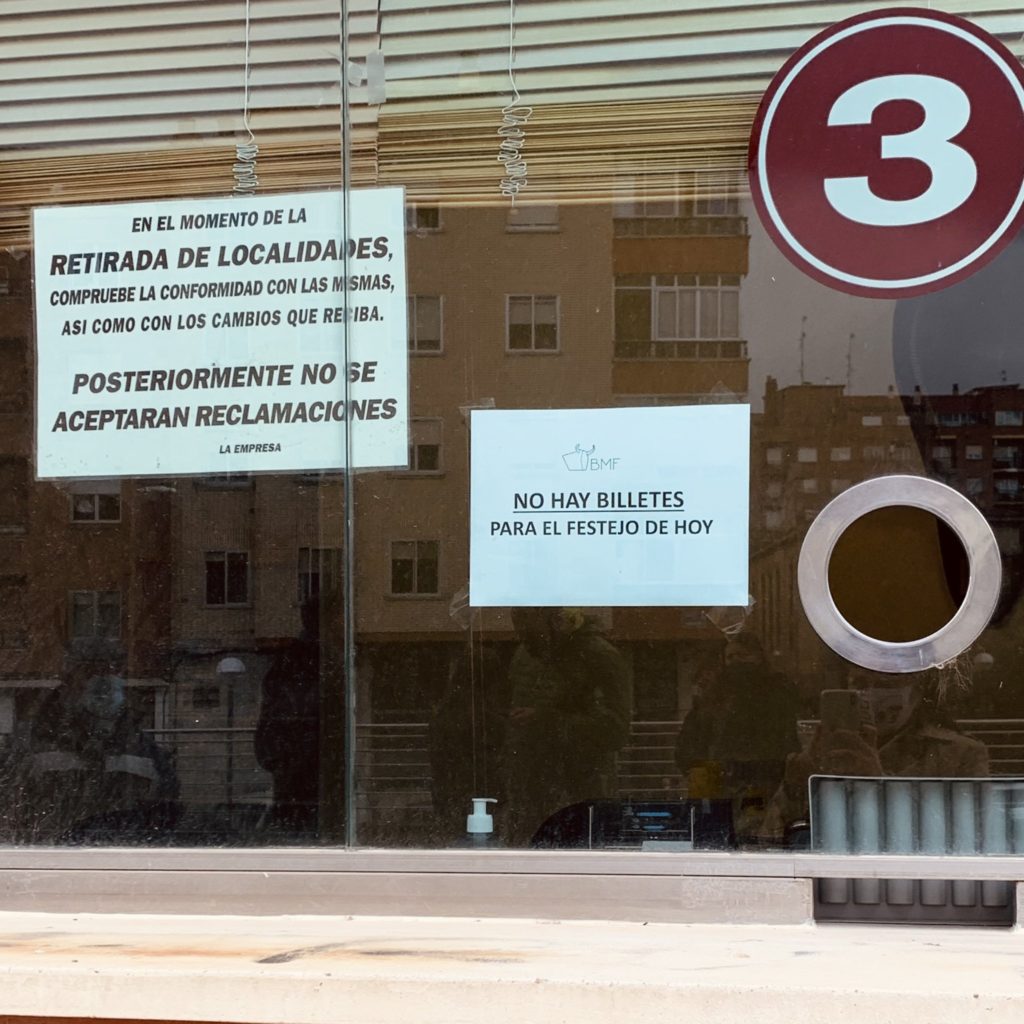 EN EL MOMENTO DE LA
RETIRADA DE LOCALIDADES,
COMPRUEBE LA CONFORMIDAD CON LAS MISMAS,
ASI COMO CON LOS CAMBIOS QUE RECIBA.
POSTERIORMENTE NO SE
ACEPTARAN RECLAMACIONES
LA EMPRESA
3
BMF
NO HAY BILLETES
PARA EL FESTEJO DE HOY